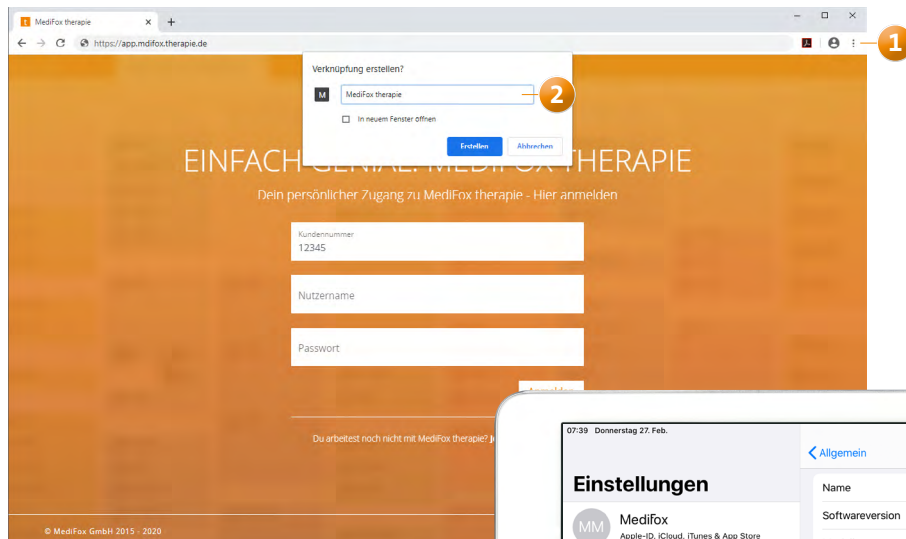 MediFox therapie
https://app.mdifox.therapie.de
1
Verknüpfung erstellen?
M MediFox therapie
2
In neuem Fenster öffnen
Erstellen Abbrechen
EINFACH GENIAL. MEDIFOX THERAPIE
Dein persönlicher Zugang zu MediFox therapie - Hier anmelden
Kundennummer
12345
Nutzername
Passwort
Anmelden
Du arbeitest noch nicht mit MediFox therapie?
© MediFox GmbH 2015 - 2020
07:39 Donnerstag 27. Feb.
Allgemein
Einstellungen
Name
Softwareversion
MM
Medifox
Apple-ID, iCloud, iTunes & App Store